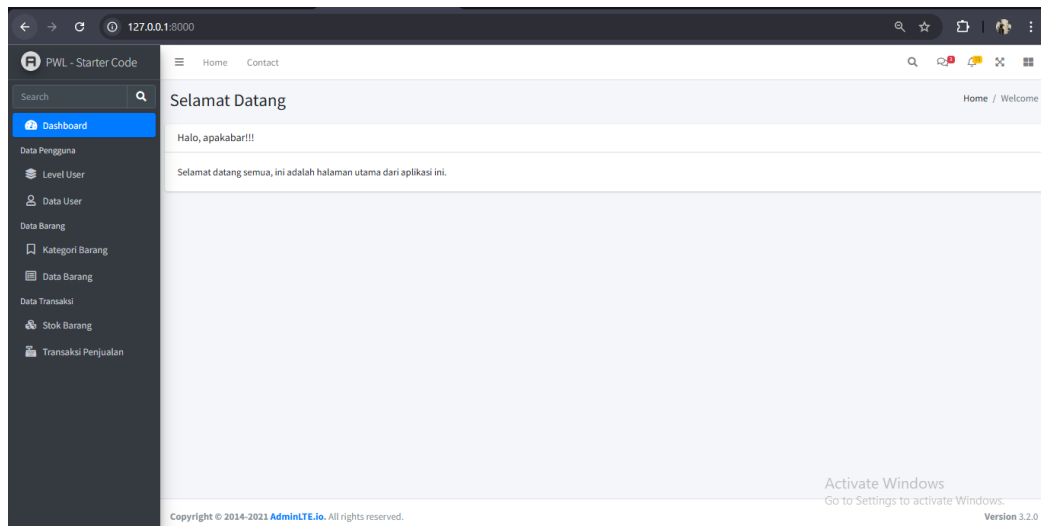 127.0.0.1:8000
PWL - Starter Code
Home Contact
Search
Selamat Datang
Home / Welcome
Dashboard
Halo, apakabar!!!
Data Pengguna
Level User
Selamat datang semua, ini adalah halaman utama dari aplikasi ini.
Data User
Data Barang
Kategori Barang
Data Barang
Data Transaksi
Stok Barang
Transaksi Penjualan
Activate Windows
Go to Settings to activate Windows.
Copyright © 2014-2021 AdminLTE.io. All rights reserved.
Version 3.2.0